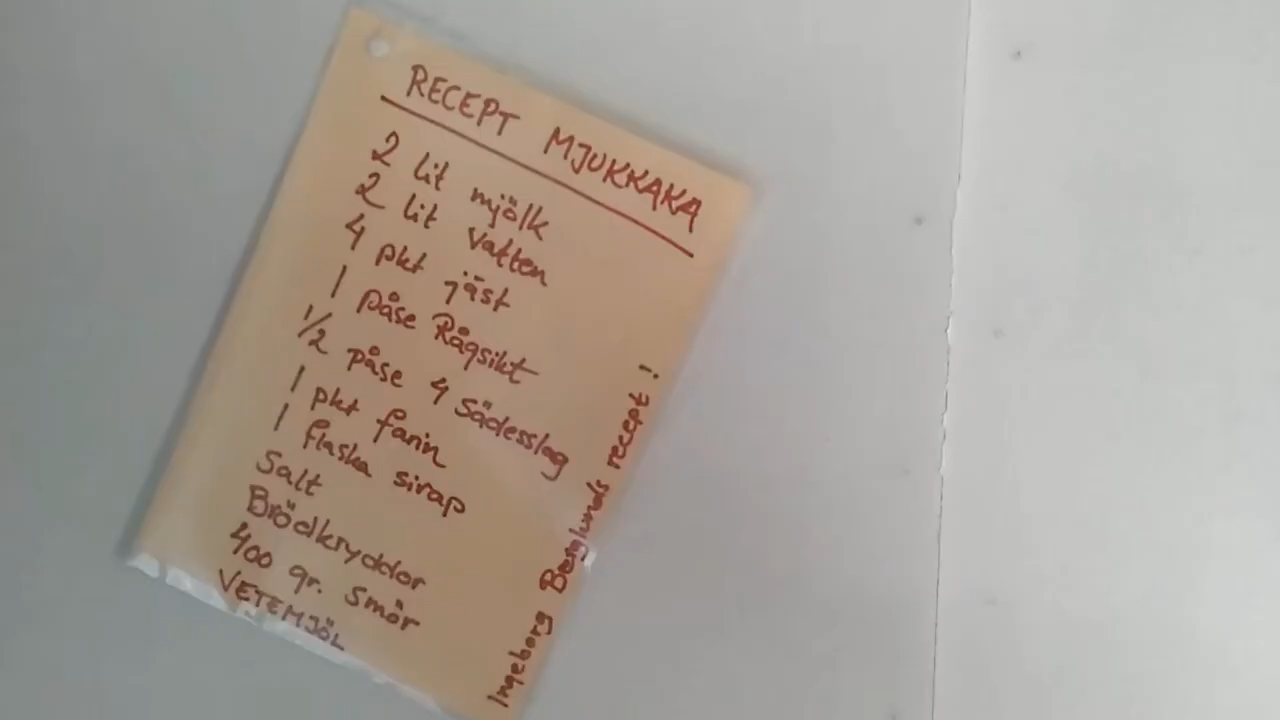 RECEPT MJUKKAKA
2 lit mjölk
2 lit vatten
4 pkt jäst
1 påse Rågsikt
1/2 påse 4 sädesslag
1 pkt farin
1 flaska sirap
Salt
Brödkryddor
400 gr. smör
VETEMJÖL
Ingeborg Berglunds recept!